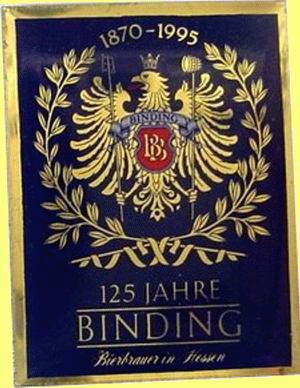 1870-1995
BINDING
BB
125 JAHRE
BINDING
Bierbrauer in Hessen